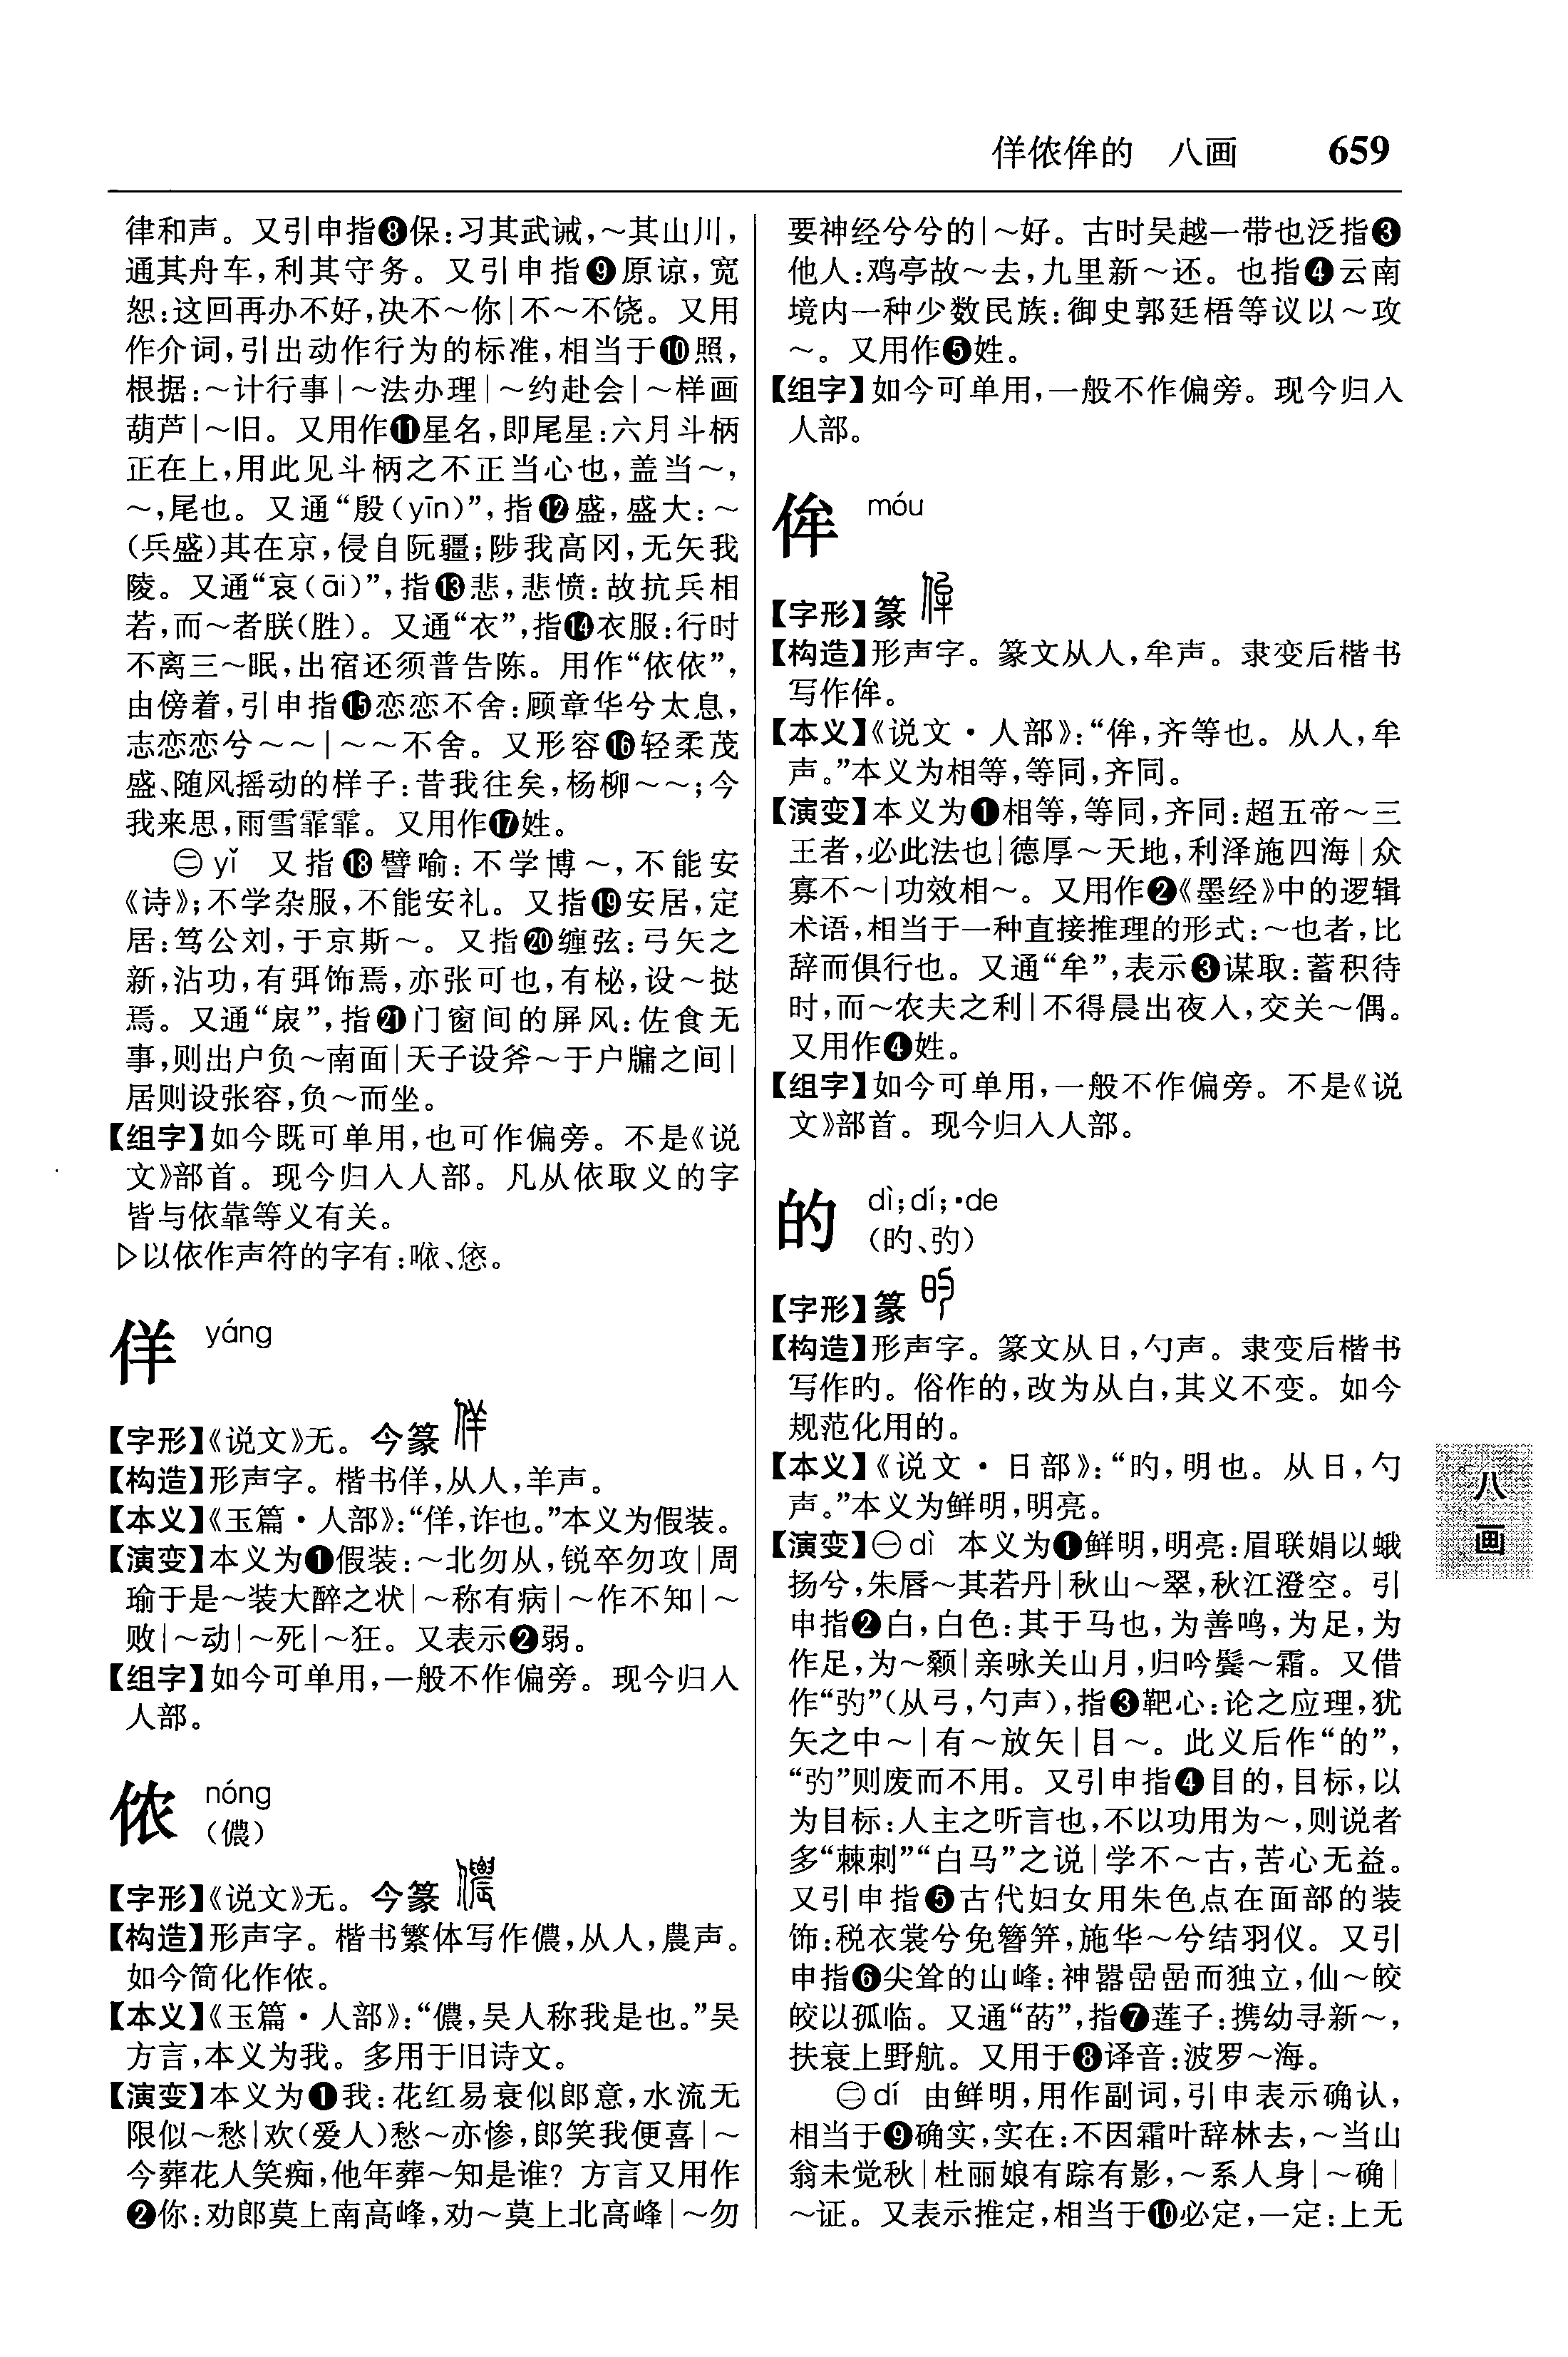 佯侬侔的 八画 659
律和声。又引申指❽保:习其武诫,～其山川,
通其舟车,利其守务。又引申指❾原谅,宽
恕:这回再办不好,决不～你|不～不饶。又用
作介词,引出动作行为的标准,相当于❿照,
根据:～计行事|～法办理|～约赴会|～样画
葫芦|～旧。又用作⓫星名,即尾星:六月斗柄
正在上,用此见斗柄之不正当心也,盖当～,
～,尾也。又通“殷(yīn)”,指⓬盛,盛大:～
(兵盛)其在京,侵自阮疆;陟我高冈,无矢我
陵。又通“哀(āi)”,指⓭悲,悲愤:故抗兵相
若,而～者朕(胜)。又通“衣”,指⓮衣服:行时
不离三～眠,出宿还须普告陈。用作“依依”,
由傍着,引申指⓯恋恋不舍:顾章华兮太息,
志恋恋兮～～|～～不舍。又形容⓰轻柔茂
盛、随风摇动的样子:昔我往矣,杨柳～～;今
我来思,雨雪霏霏。又用作⓱姓。
㊁yǐ 又指⓲譬喻:不学博～,不能安
《诗》;不学杂服,不能安礼。又指⓳安居,定
居:笃公刘,于京斯～。又指⓴缠弦:弓矢之
新,沽功,有弭饰焉,亦张可也,有柲,设～挞
焉。又通“扆”,指㉑门窗间的屏风:佐食无
事,则出户负～南面|天子设斧～于户牖之间|
居则设张容,负～而坐。
【组字】如今既可单用,也可作偏旁。不是《说
文》部首。现今归入人部。凡从依取义的字
皆与依靠等义有关。
▷以依作声符的字有:㕈、㤅。
佯 yáng
【字形】《说文》无。今篆
【构造】形声字。楷书佯,从人,羊声。
【本义】《玉篇·人部》:“佯,诈也。”本义为假装。
【演变】本义为❶假装:～北勿从,锐卒勿攻|周
瑜于是～装大醉之状|～称有病|～作不知|～
败|～动|～死|～狂。又表示❷弱。
【组字】如今可单用,一般不作偏旁。现今归入
人部。
侬 nóng
(儂)
【字形】《说文》无。今篆
【构造】形声字。楷书繁体写作儂,从人,農声。
如今简化作侬。
【本义】《玉篇·人部》:“儂,吴人称我是也。”吴
方言,本义为我。多用于旧诗文。
【演变】本义为❶我:花红易衰似郎意,水流无
限似～愁|欢(爱人)愁～亦惨,郎笑我便喜|～
今葬花人笑痴,他年葬～知是谁?方言又用作
❷你:劝郎莫上南高峰,劝～莫上北高峰|～勿
要神经兮兮的|～好。古时吴越一带也泛指❸
他人:鸡亭故～去,九里新～还。也指❹云南
境内一种少数民族:御史郭廷梧等议以～攻
～。又用作❺姓。
【组字】如今可单用,一般不作偏旁。现今归入
人部。
侔 móu
【字形】篆
【构造】形声字。篆文从人,牟声。隶变后楷书
写作侔。
【本义】《说文·人部》:“侔,齐等也。从人,牟
声。”本义为相等,等同,齐同。
【演变】本义为❶相等,等同,齐同:超五帝～三
王者,必此法也|德厚～天地,利泽施四海|众
寡不～|功效相～。又用作❷《墨经》中的逻辑
术语,相当于一种直接推理的形式:～也者,比
辞而俱行也。又通“牟”,表示❸谋取:蓄积待
时,而～农夫之利|不得晨出夜入,交关～偶。
又用作❹姓。
【组字】如今可单用,一般不作偏旁。不是《说
文》部首。现今归入人部。
的 dì;dí;·de
(旳、弡)
【字形】篆
【构造】形声字。篆文从日,勺声。隶变后楷书
写作旳。俗作的,改为从白,其义不变。如今
规范化用的。
【本义】《说文·日部》:“旳,明也。从日,勺
声。”本义为鲜明,明亮。
【演变】㊀dì 本义为❶鲜明,明亮:眉联娟以蛾
扬兮,朱唇～其若丹|秋山～翠,秋江澄空。引
申指❷白,白色:其于马也,为善鸣,为足,为
作足,为～颡|亲咏关山月,归吟鬓～霜。又借
作“𢎺”(从弓,勺声),指❸靶心:论之应理,犹
矢之中～|有～放矢|目～。此义后作“的”,
“𢎺”则废而不用。又引申指❹目的,目标,以
为目标:人主之听言也,不以功用为～,则说者
多“棘刺”“白马”之说|学不～古,苦心无益。
又引申指❺古代妇女用朱色点在面部的装
饰:税衣裳兮免簪笄,施华～兮结羽仪。又引
申指❻尖耸的山峰:神器嵒嵒而独立,仙～皎
皎以孤临。又通“菂”,指❼莲子:携幼寻新～,
扶衰上野航。又用于❽译音:波罗～海。
㊁dí 由鲜明,用作副词,引申表示确认,
相当于❾确实,实在:不因霜叶辞林去,～当山
翁未觉秋|杜丽娘有踪有影,～系人身|～确|
～证。又表示推定,相当于❿必定,一定:上无
八
画